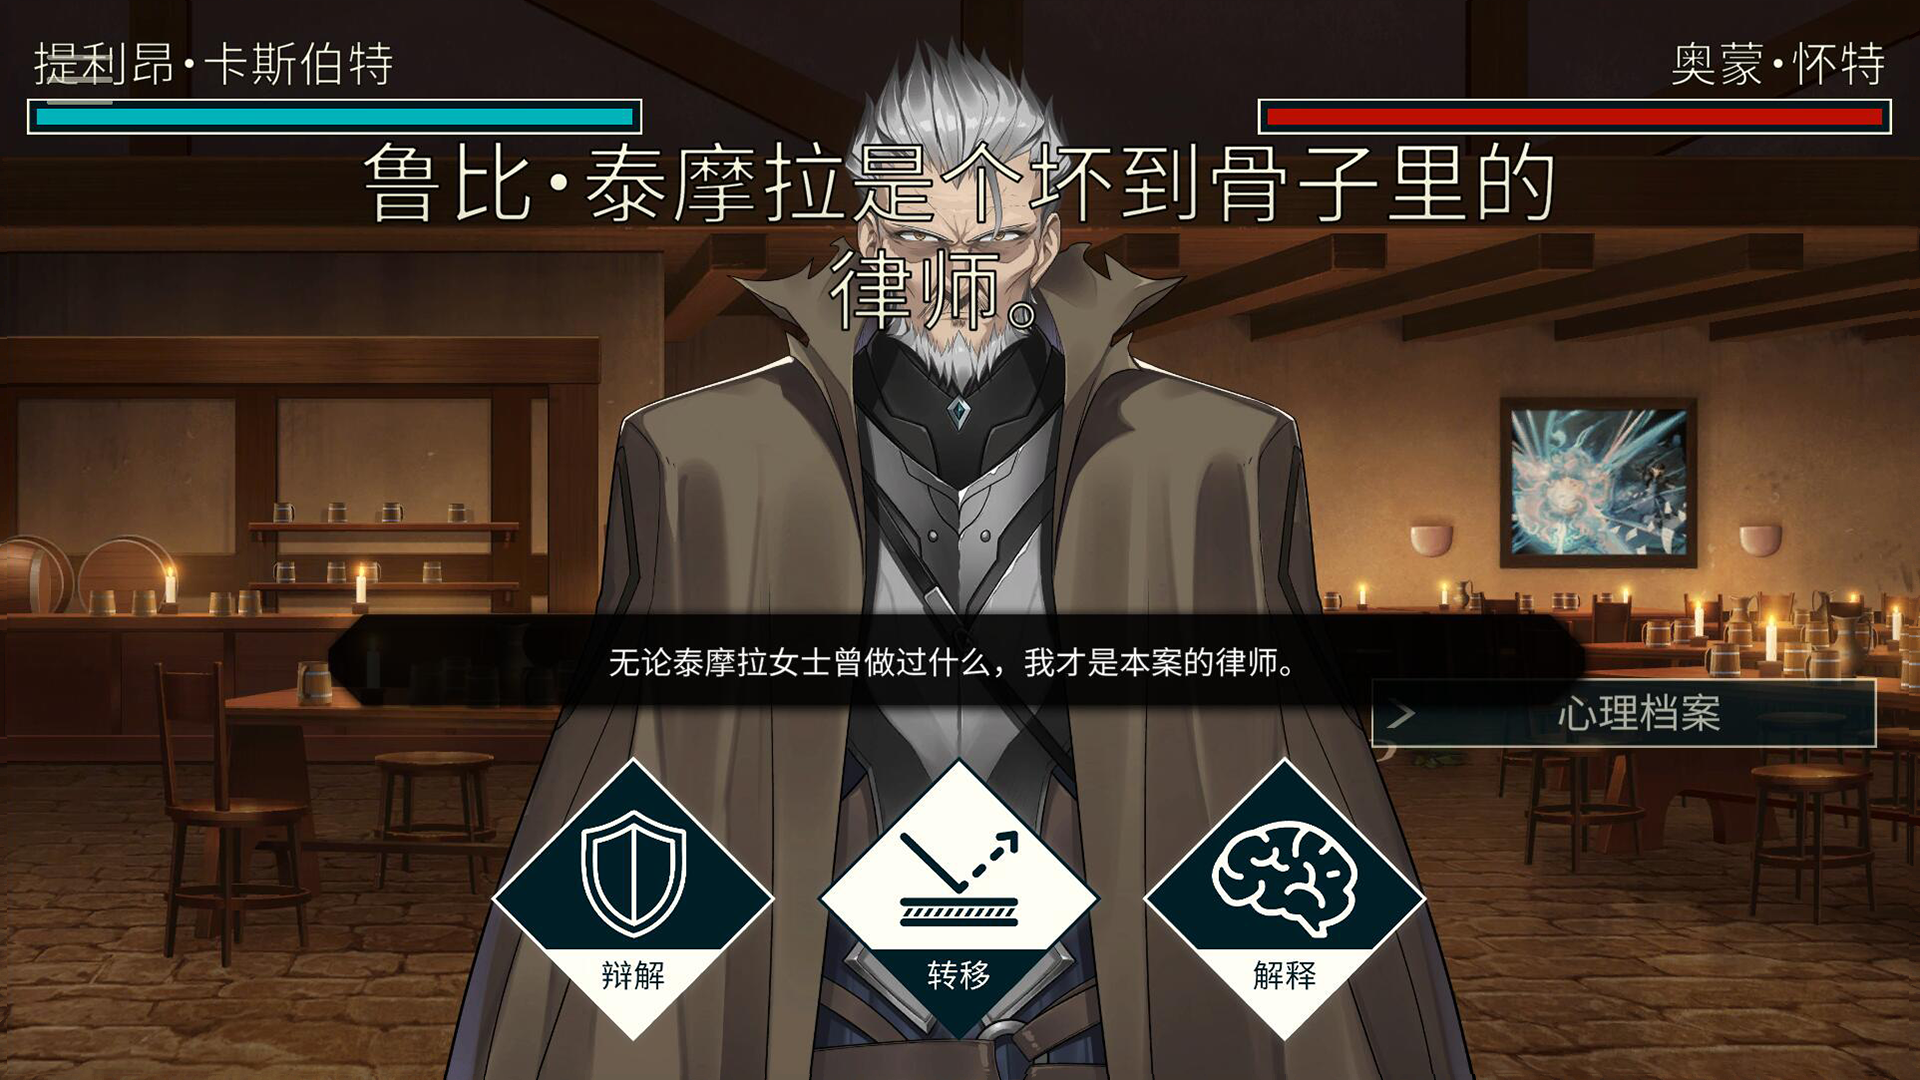 提利昂·卡斯伯特
奥蒙·怀特
鲁比·泰摩拉是个坏到骨子里的
律师。
无论泰摩拉女士曾做过什么，我才是本案的律师。
心理档案
辩解
转移
解释